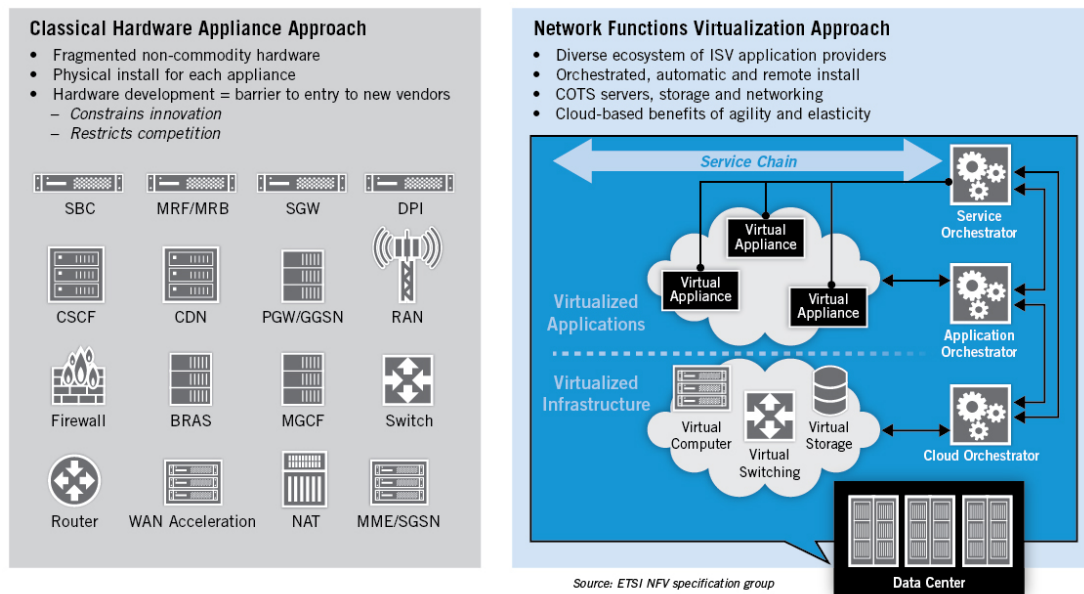 Classical Hardware Appliance Approach
• Fragmented non-commodity hardware
• Physical install for each appliance
• Hardware development = barrier to entry to new vendors
– Constrains innovation
– Restricts competition
SBC
MRF/MRB
SGW
DPI
CSCF
CDN
PGW/GGSN
RAN
Firewall
BRAS
MGCF
Switch
Router
WAN Acceleration
NAT
MME/SGSN
Network Functions Virtualization Approach
• Diverse ecosystem of ISV application providers
• Orchestrated, automatic and remote install
• COTS servers, storage and networking
• Cloud-based benefits of agility and elasticity
Service Chain
Service
Orchestrator
Virtual
Appliance
Virtual
Appliance
Virtual
Appliance
Virtualized
Applications
Application
Orchestrator
Virtualized
Infrastructure
Virtual
Computer
Virtual
Switching
Virtual
Storage
Cloud Orchestrator
Data Center
Source: ETSI NFV specification group